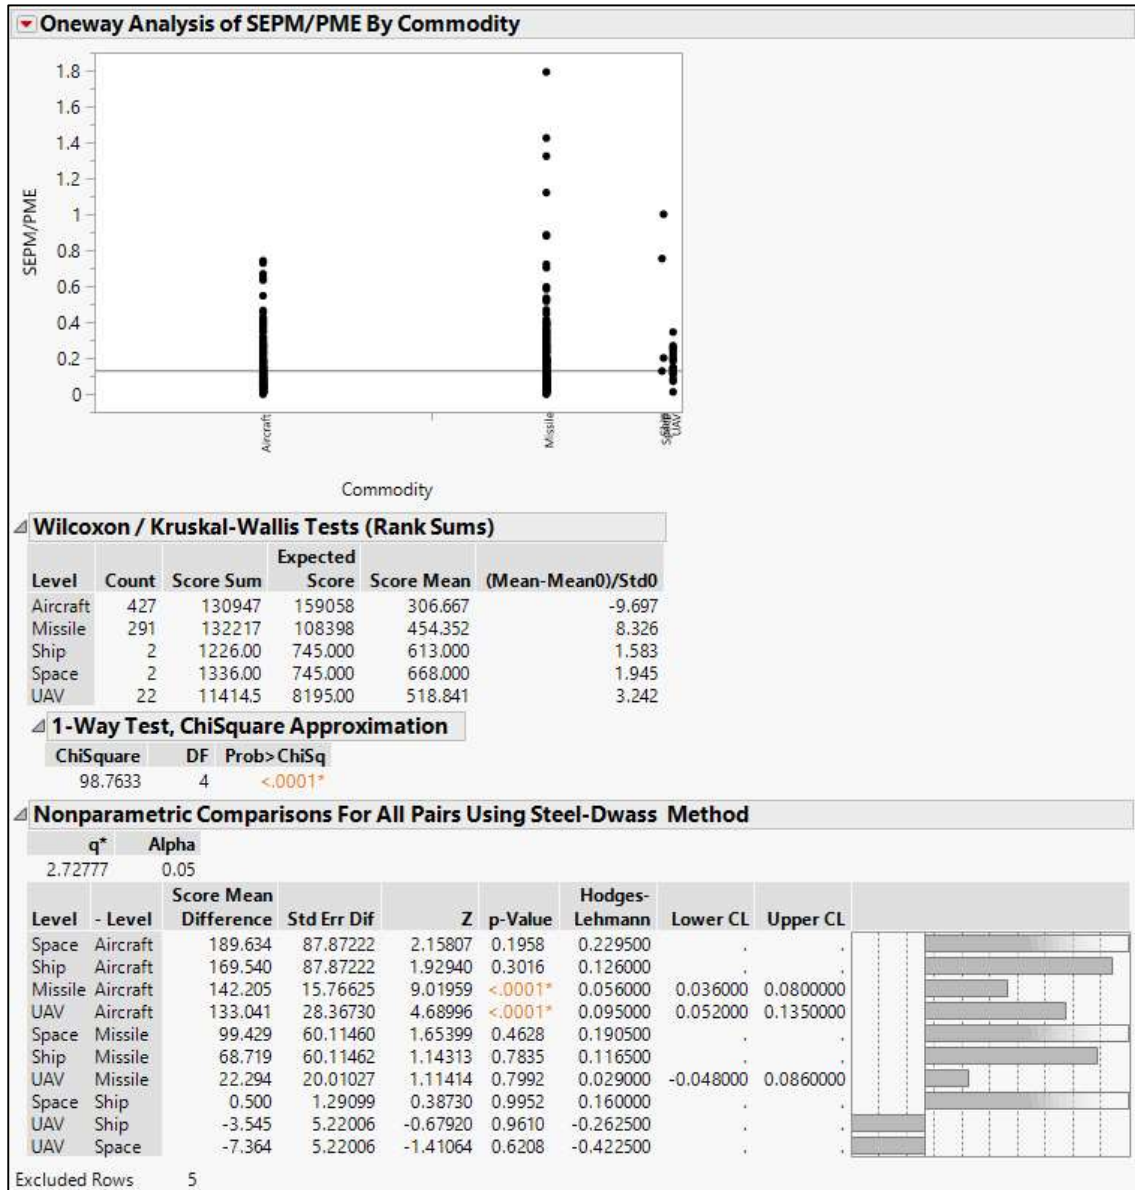 Oneway Analysis of SEPM/PME By Commodity
1.8
1.6
1.4
1.2
1
0.8
0.6
0.4
0.2
0
SEPM/PME
Aircraft
Missile
UAV
Commodity
Wilcoxon / Kruskal-Wallis Tests (Rank Sums)
Expected
Level Count Score Sum Score Score Mean (Mean-Mean0)/Std0
Aircraft 427 130947 159058 306.667 -9.697
Missile 291 132217 108398 454.352 8.326
Ship 2 1226.00 745.000 613.000 1.583
Space 2 1336.00 745.000 668.000 1.945
UAV 22 11414.5 8195.00 518.841 3.242
1-Way Test, ChiSquare Approximation
ChiSquare DF Prob>ChiSq
98.7633 4 <.0001*
Nonparametric Comparisons For All Pairs Using Steel-Dwass Method
q* Alpha
2.72777 0.05
Score Mean Hodges-
Level - Level Difference Std Err Dif Z p-Value Lehmann Lower CL Upper CL
Space Aircraft 189.634 87.87222 2.15807 0.1958 0.229500 . .
Ship Aircraft 169.540 87.87222 1.92940 0.3016 0.126000 . .
Missile Aircraft 142.205 15.76625 9.01959 <.0001* 0.056000 0.036000 0.0800000
UAV Aircraft 133.041 28.36730 4.68996 <.0001* 0.095000 0.052000 0.1350000
Space Missile 99.429 60.11460 1.65399 0.4628 0.190500 . .
Ship Missile 68.719 60.11462 1.14313 0.7835 0.116500 . .
UAV Missile 22.294 20.01027 1.11414 0.7992 0.029000 -0.048000 0.0860000
Space Ship 0.500 1.29099 0.38730 0.9952 0.160000 . .
UAV Ship -3.545 5.22006 -0.67920 0.9610 -0.262500 . .
UAV Space -7.364 5.22006 -1.41064 0.6208 -0.422500 . .
Excluded Rows 5